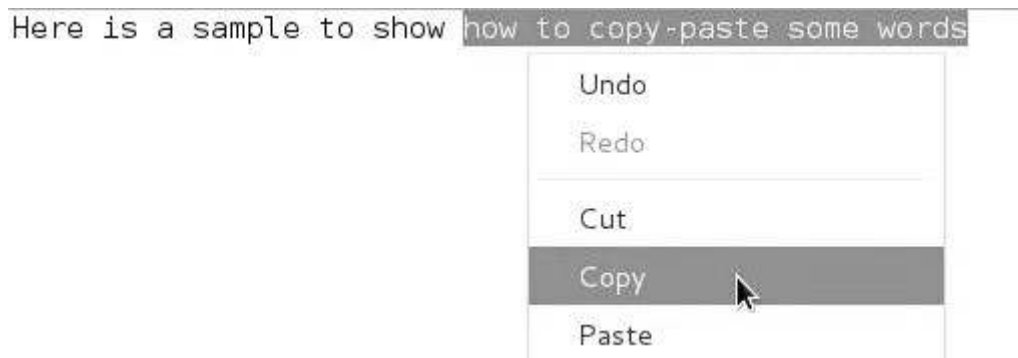 Here is a sample to show how to copy-paste some words
Undo
Redo
Cut
Copy
Paste